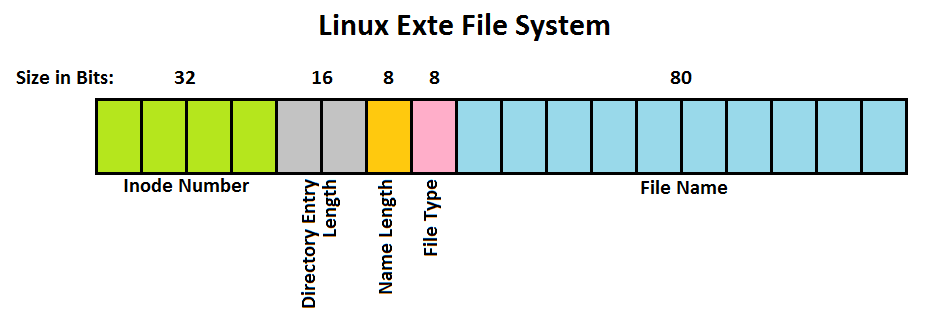 Linux Exte File System
Size in Bits: 32 16 8 8 80
Inode Number
Directory Entry
Length
Name Length
File Type
File Name